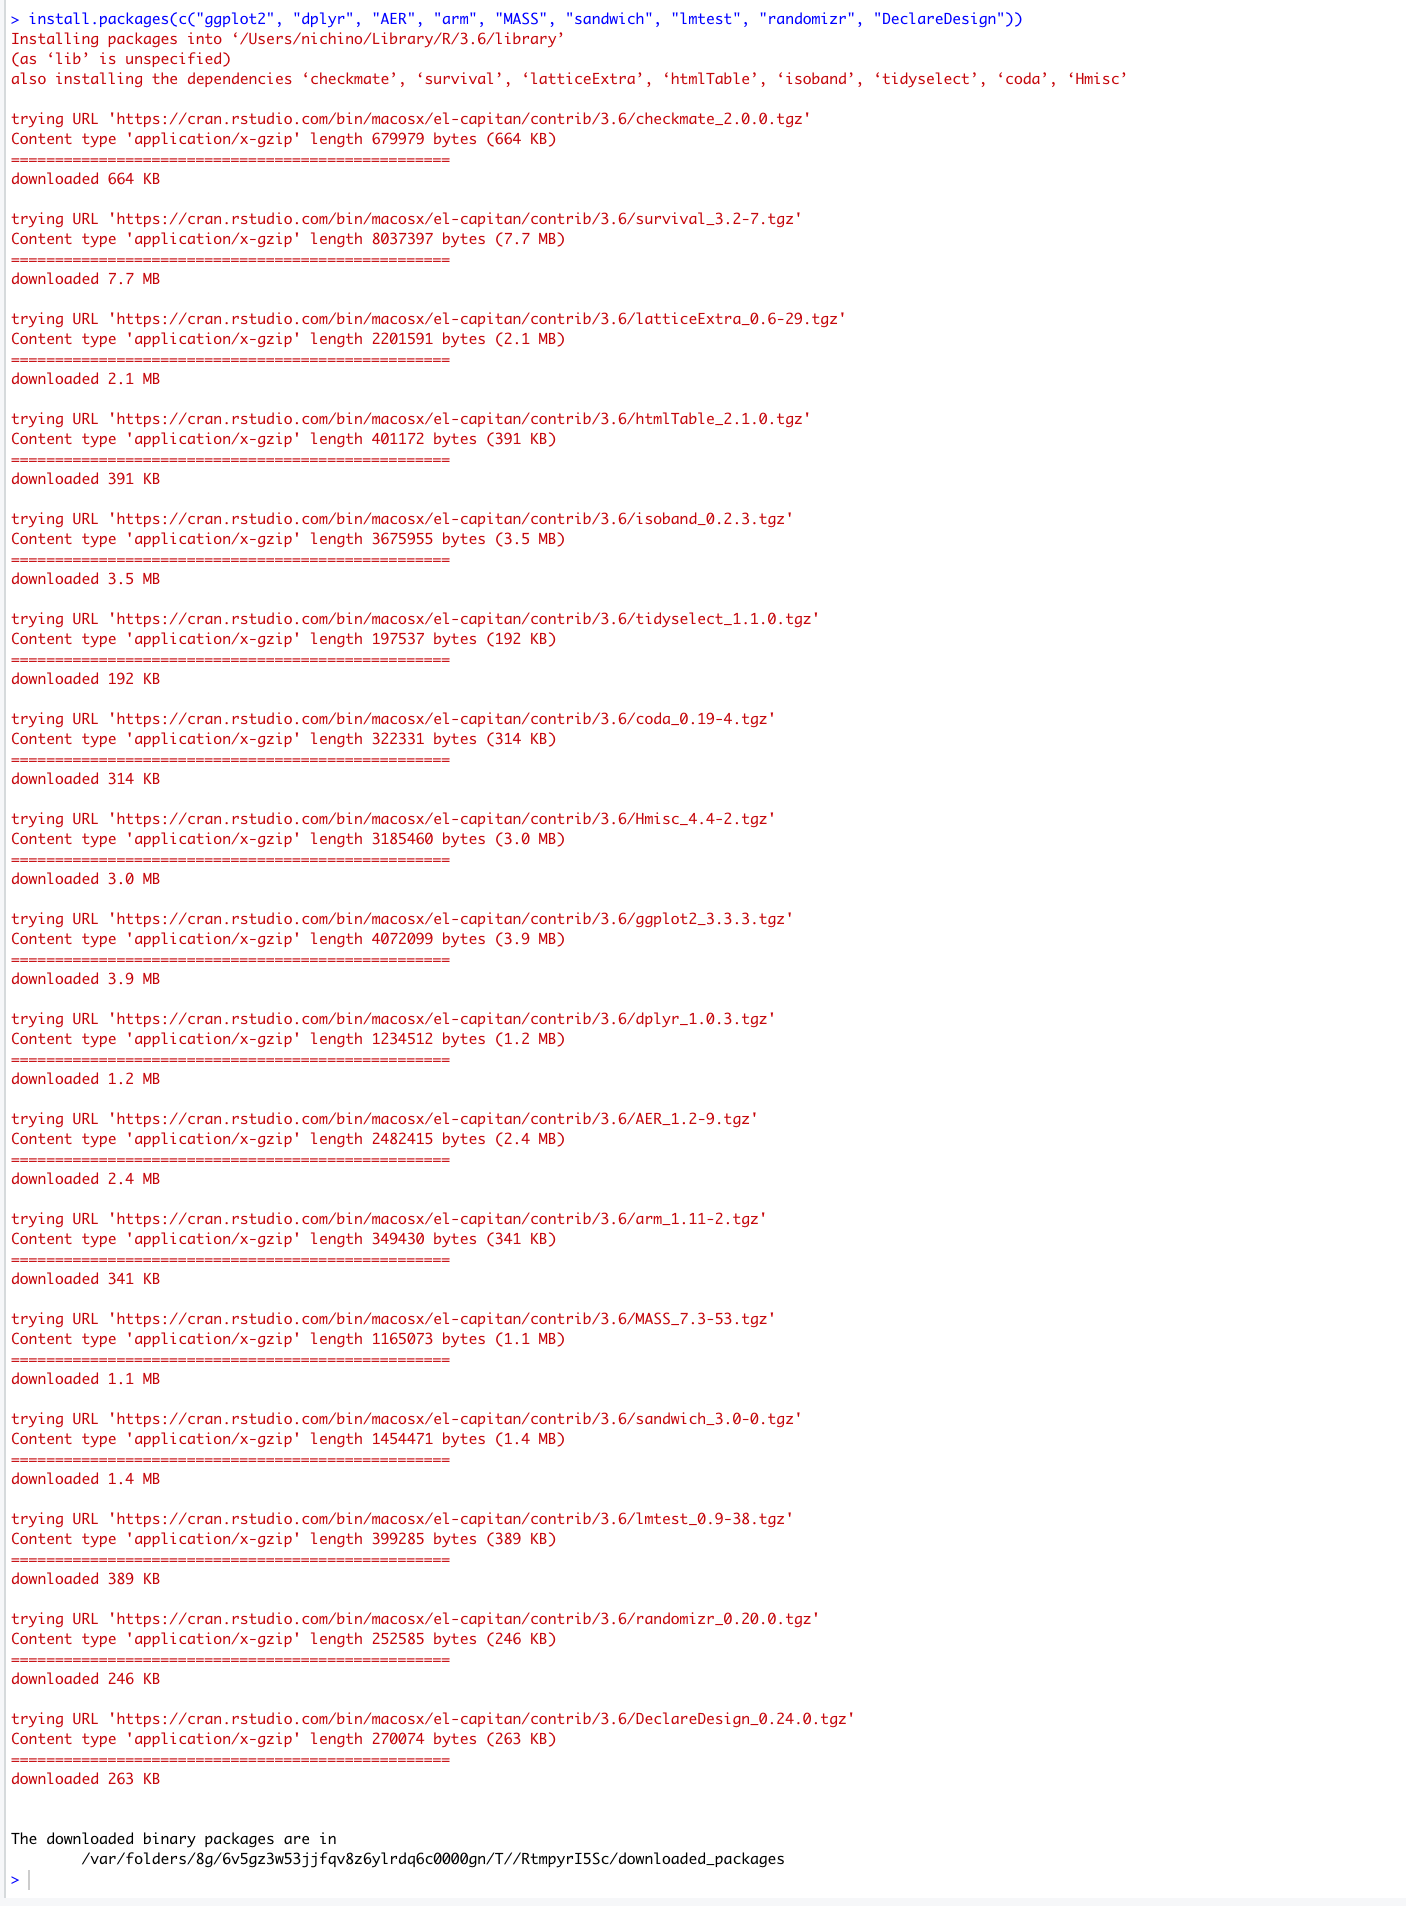 > install.packages(c("ggplot2", "dplyr", "AER", "arm", "MASS", "sandwich", "lmtest", "randomizr", "DeclareDesign"))
Installing packages into ‘/Users/nichino/Library/R/3.6/library’
(as ‘lib’ is unspecified)
also installing the dependencies ‘checkmate’, ‘survival’, ‘latticeExtra’, ‘htmlTable’, ‘isoband’, ‘tidyselect’, ‘coda’, ‘Hmisc’

trying URL 'https://cran.rstudio.com/bin/macosx/el-capitan/contrib/3.6/checkmate_2.0.0.tgz'
Content type 'application/x-gzip' length 679979 bytes (664 KB)
==================================================
downloaded 664 KB

trying URL 'https://cran.rstudio.com/bin/macosx/el-capitan/contrib/3.6/survival_3.2-7.tgz'
Content type 'application/x-gzip' length 8037397 bytes (7.7 MB)
==================================================
downloaded 7.7 MB

trying URL 'https://cran.rstudio.com/bin/macosx/el-capitan/contrib/3.6/latticeExtra_0.6-29.tgz'
Content type 'application/x-gzip' length 2201591 bytes (2.1 MB)
==================================================
downloaded 2.1 MB

trying URL 'https://cran.rstudio.com/bin/macosx/el-capitan/contrib/3.6/htmlTable_2.1.0.tgz'
Content type 'application/x-gzip' length 401172 bytes (391 KB)
==================================================
downloaded 391 KB

trying URL 'https://cran.rstudio.com/bin/macosx/el-capitan/contrib/3.6/isoband_0.2.3.tgz'
Content type 'application/x-gzip' length 3675955 bytes (3.5 MB)
==================================================
downloaded 3.5 MB

trying URL 'https://cran.rstudio.com/bin/macosx/el-capitan/contrib/3.6/tidyselect_1.1.0.tgz'
Content type 'application/x-gzip' length 197537 bytes (192 KB)
==================================================
downloaded 192 KB

trying URL 'https://cran.rstudio.com/bin/macosx/el-capitan/contrib/3.6/coda_0.19-4.tgz'
Content type 'application/x-gzip' length 322331 bytes (314 KB)
==================================================
downloaded 314 KB

trying URL 'https://cran.rstudio.com/bin/macosx/el-capitan/contrib/3.6/Hmisc_4.4-2.tgz'
Content type 'application/x-gzip' length 3185460 bytes (3.0 MB)
==================================================
downloaded 3.0 MB

trying URL 'https://cran.rstudio.com/bin/macosx/el-capitan/contrib/3.6/ggplot2_3.3.3.tgz'
Content type 'application/x-gzip' length 4072099 bytes (3.9 MB)
==================================================
downloaded 3.9 MB

trying URL 'https://cran.rstudio.com/bin/macosx/el-capitan/contrib/3.6/dplyr_1.0.3.tgz'
Content type 'application/x-gzip' length 1234512 bytes (1.2 MB)
==================================================
downloaded 1.2 MB

trying URL 'https://cran.rstudio.com/bin/macosx/el-capitan/contrib/3.6/AER_1.2-9.tgz'
Content type 'application/x-gzip' length 2482415 bytes (2.4 MB)
==================================================
downloaded 2.4 MB

trying URL 'https://cran.rstudio.com/bin/macosx/el-capitan/contrib/3.6/arm_1.11-2.tgz'
Content type 'application/x-gzip' length 349430 bytes (341 KB)
==================================================
downloaded 341 KB

trying URL 'https://cran.rstudio.com/bin/macosx/el-capitan/contrib/3.6/MASS_7.3-53.tgz'
Content type 'application/x-gzip' length 1165073 bytes (1.1 MB)
==================================================
downloaded 1.1 MB

trying URL 'https://cran.rstudio.com/bin/macosx/el-capitan/contrib/3.6/sandwich_3.0-0.tgz'
Content type 'application/x-gzip' length 1454471 bytes (1.4 MB)
==================================================
downloaded 1.4 MB

trying URL 'https://cran.rstudio.com/bin/macosx/el-capitan/contrib/3.6/lmtest_0.9-38.tgz'
Content type 'application/x-gzip' length 399285 bytes (389 KB)
==================================================
downloaded 389 KB

trying URL 'https://cran.rstudio.com/bin/macosx/el-capitan/contrib/3.6/randomizr_0.20.0.tgz'
Content type 'application/x-gzip' length 252585 bytes (246 KB)
==================================================
downloaded 246 KB

trying URL 'https://cran.rstudio.com/bin/macosx/el-capitan/contrib/3.6/DeclareDesign_0.24.0.tgz'
Content type 'application/x-gzip' length 270074 bytes (263 KB)
==================================================
downloaded 263 KB


The downloaded binary packages are in
	/var/folders/8g/6v5gz3w53jjfqv8z6ylrdq6c0000gn/T//RtmpyrI5Sc/downloaded_packages
>